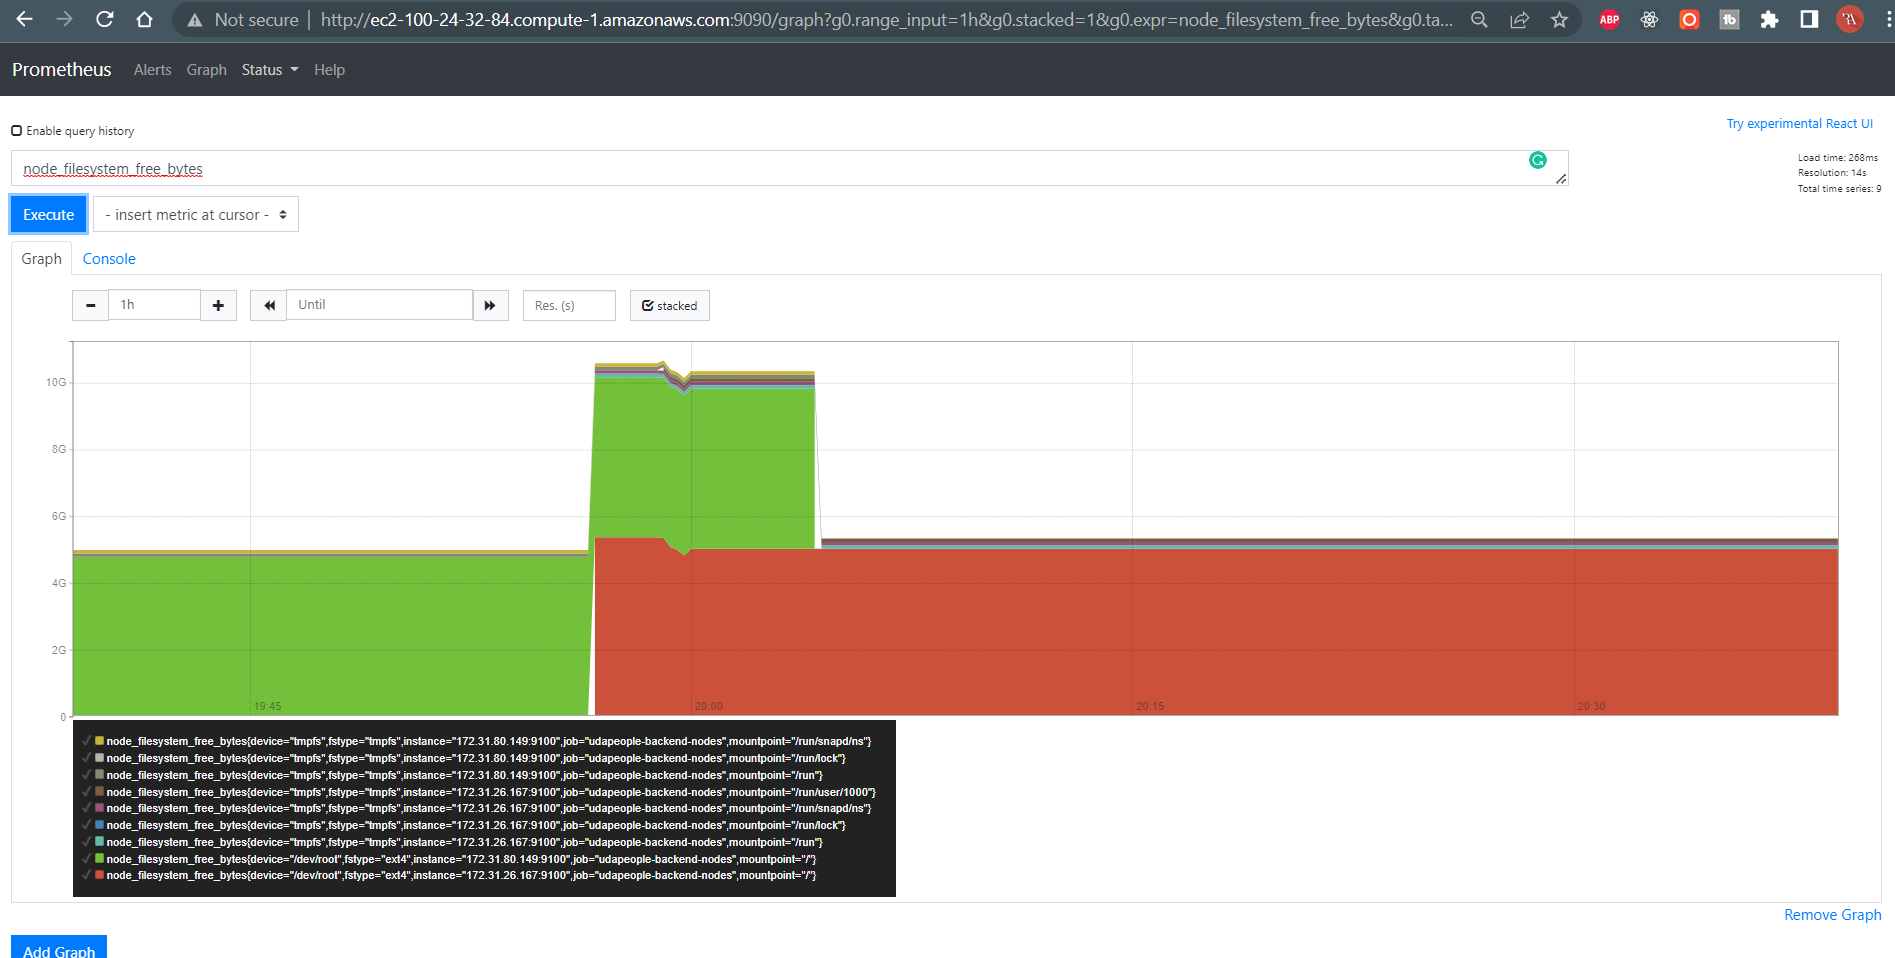 Not secure | http://ec2-100-24-32-84.compute-1.amazonaws.com:9090/graph?g0.range_input=1h&g0.stacked=1&g0.expr=node_filesystem_free_bytes&g0.ta...
ABP
Prometheus Alerts Graph Status Help
Enable query history
Try experimental React UI
node_filesystem_free_bytes
Load time: 268ms
Resolution: 14s
Total time series: 9
Execute - insert metric at cursor -
Graph Console
1h Until Res. (s) stacked
10G
8G
6G
4G
2G
0
19:45 20:00 20:15 20:30
node_filesystem_free_bytes{device="tmpfs",fstype="tmpfs",instance="172.31.80.149:9100",job="udapeople-backend-nodes",mountpoint="/run/snapd/ns"}
node_filesystem_free_bytes{device="tmpfs",fstype="tmpfs",instance="172.31.80.149:9100",job="udapeople-backend-nodes",mountpoint="/run/lock"}
node_filesystem_free_bytes{device="tmpfs",fstype="tmpfs",instance="172.31.80.149:9100",job="udapeople-backend-nodes",mountpoint="/run"}
node_filesystem_free_bytes{device="tmpfs",fstype="tmpfs",instance="172.31.26.167:9100",job="udapeople-backend-nodes",mountpoint="/run/user/1000"}
node_filesystem_free_bytes{device="tmpfs",fstype="tmpfs",instance="172.31.26.167:9100",job="udapeople-backend-nodes",mountpoint="/run/snapd/ns"}
node_filesystem_free_bytes{device="tmpfs",fstype="tmpfs",instance="172.31.26.167:9100",job="udapeople-backend-nodes",mountpoint="/run/lock"}
node_filesystem_free_bytes{device="tmpfs",fstype="tmpfs",instance="172.31.26.167:9100",job="udapeople-backend-nodes",mountpoint="/run"}
node_filesystem_free_bytes{device="/dev/root",fstype="ext4",instance="172.31.80.149:9100",job="udapeople-backend-nodes",mountpoint="/"}
node_filesystem_free_bytes{device="/dev/root",fstype="ext4",instance="172.31.26.167:9100",job="udapeople-backend-nodes",mountpoint="/"}
Remove Graph
Add Graph